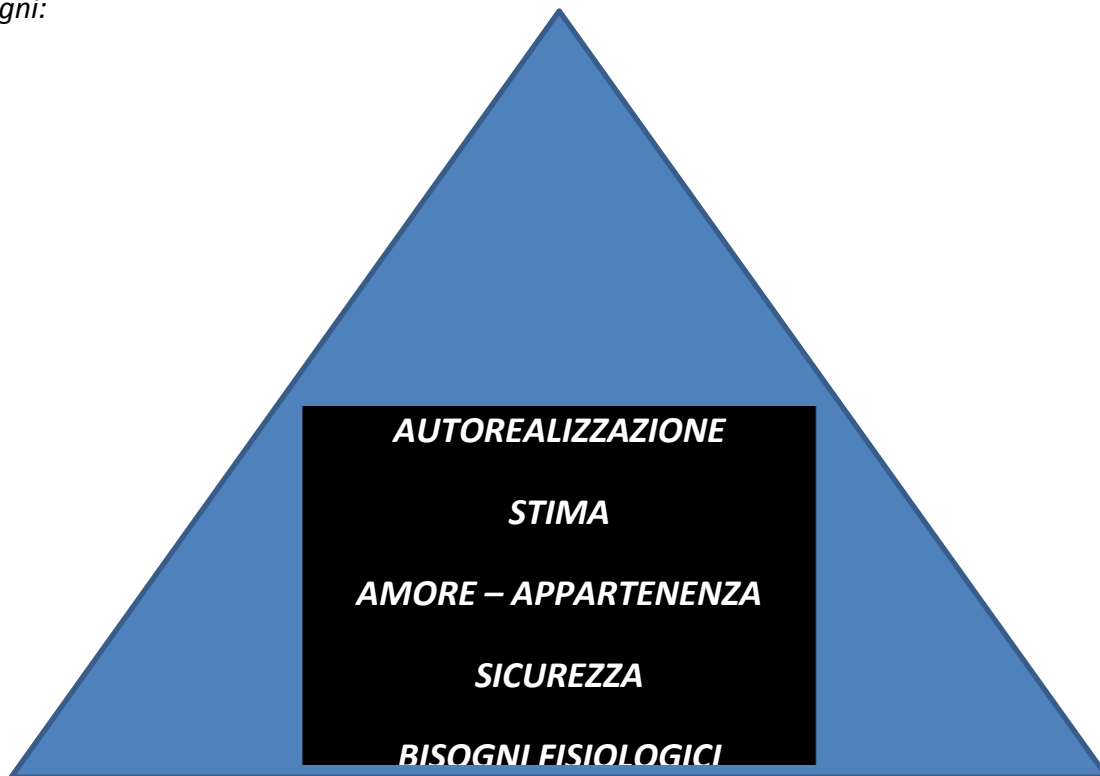 gni:
AUTOREALIZZAZIONE
STIMA
AMORE – APPARTENENZA
SICUREZZA
BISOGNI FISIOLOGICI